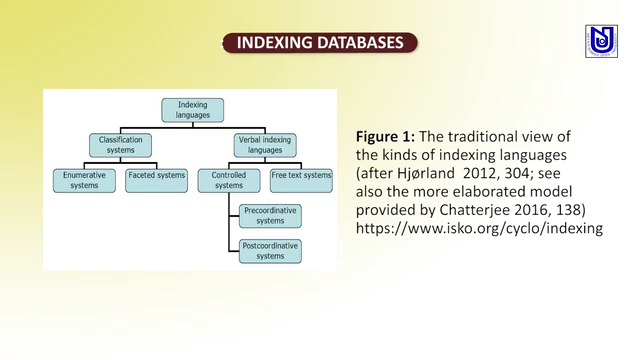 INDEXING DATABASES
Indexing
languages
Classification
systems
Verbal indexing
languages
Enumerative
systems
Faceted systems
Controlled
systems
Free text systems
Precoordinative
systems
Postcoordinative
systems
Figure 1: The traditional view of
the kinds of indexing languages
(after Hjørland 2012, 304; see
also the more elaborated model
provided by Chatterjee 2016, 138)
https://www.isko.org/cyclo/indexing